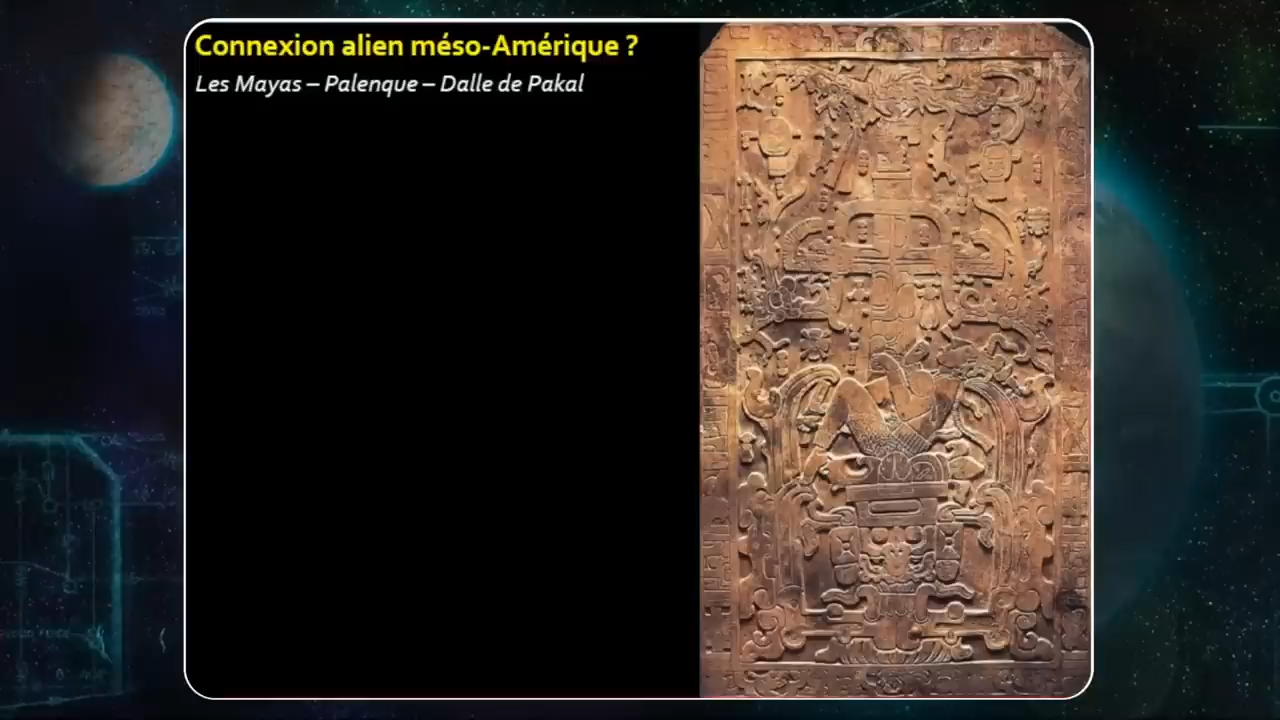 Connexion alien méso-Amérique ?
Les Mayas – Palenque – Dalle de Pakal